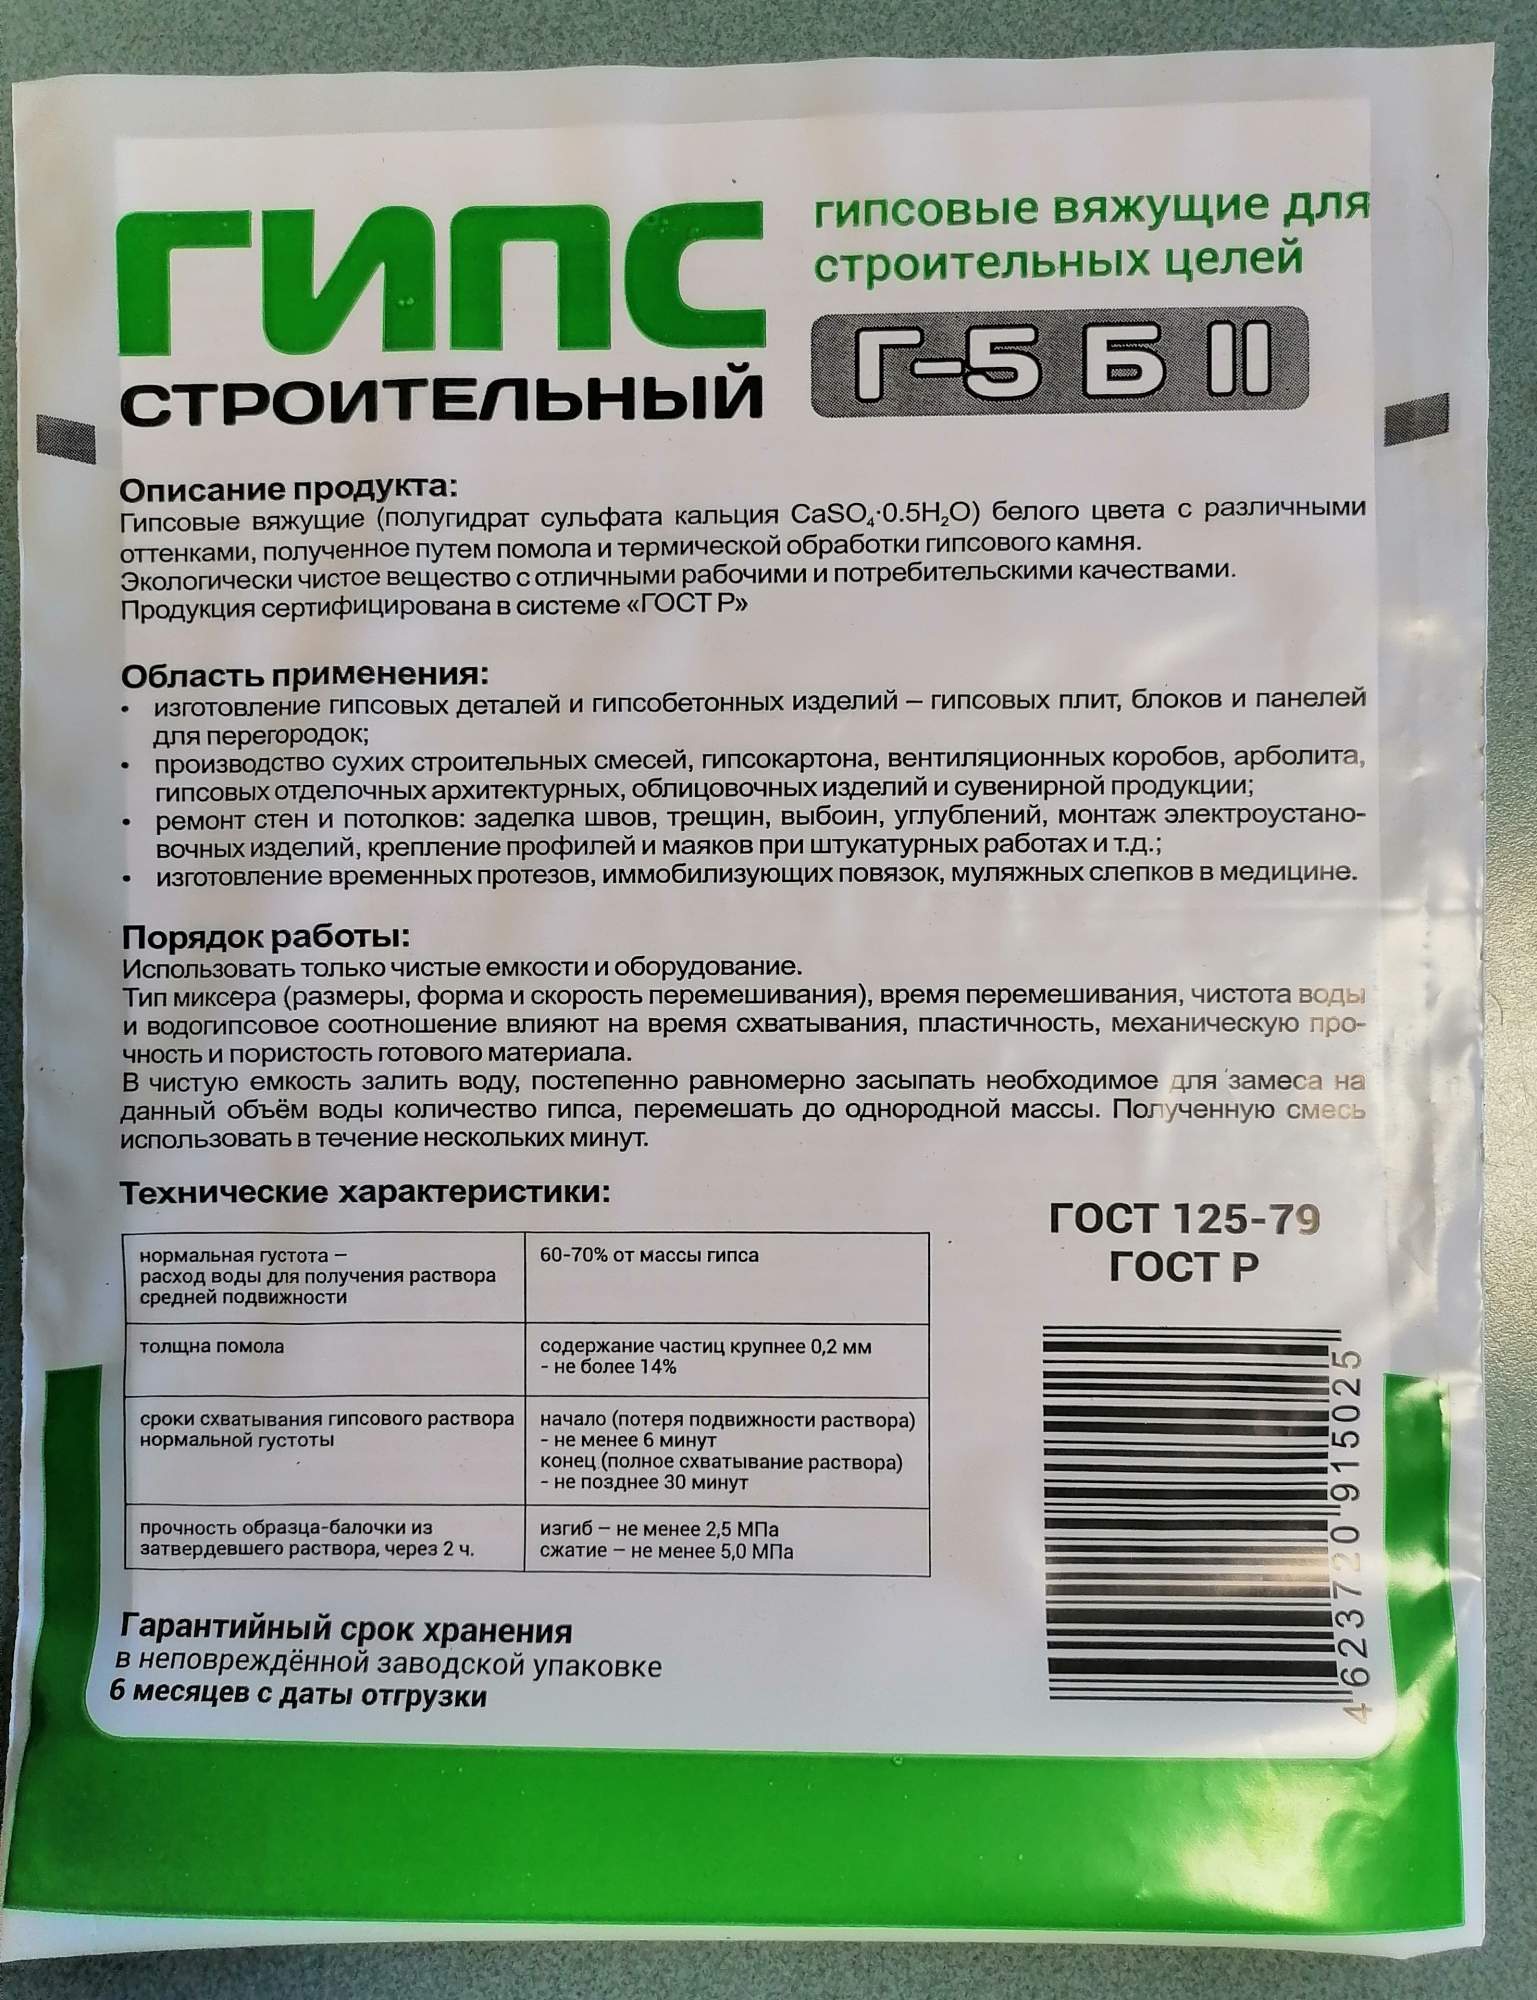 ГИПС
СТРОИТЕЛЬНЫЙ
гипсовые вяжущие для
строительных целей
Г-5 Б II
Описание продукта:
Гипсовые вяжущие (полугидрат сульфата кальция CaSO₄·0.5H₂O) белого цвета с различными
оттенками, полученное путем помола и термической обработки гипсового камня.
Экологически чистое вещество с отличными рабочими и потребительскими качествами.
Продукция сертифицирована в системе «ГОСТ Р»
Область применения:
• изготовление гипсовых деталей и гипсобетонных изделий – гипсовых плит, блоков и панелей
для перегородок;
• производство сухих строительных смесей, гипсокартона, вентиляционных коробов, арболита,
гипсовых отделочных архитектурных, облицовочных изделий и сувенирной продукции;
• ремонт стен и потолков: заделка швов, трещин, выбоин, углублений, монтаж электроустано-
вочных изделий, крепление профилей и маяков при штукатурных работах и т.д.;
• изготовление временных протезов, иммобилизующих повязок, муляжных слепков в медицине.
Порядок работы:
Использовать только чистые емкости и оборудование.
Тип миксера (размеры, форма и скорость перемешивания), время перемешивания, чистота воды
и водогипсовое соотношение влияют на время схватывания, пластичность, механическую про-
чность и пористость готового материала.
В чистую емкость залить воду, постепенно равномерно засыпать необходимое для замеса на
данный объём воды количество гипса, перемешать до однородной массы. Полученную смесь
использовать в течение нескольких минут.
Технические характеристики:
нормальная густота –
расход воды для получения раствора
средней подвижности
60-70% от массы гипса
толщна помола
содержание частиц крупнее 0,2 мм
- не более 14%
сроки схватывания гипсового раствора
нормальной густоты
начало (потеря подвижности раствора)
- не менее 6 минут
конец (полное схватывание раствора)
- не позднее 30 минут
прочность образца-балочки из
затвердевшего раствора, через 2 ч.
изгиб – не менее 2,5 МПа
сжатие – не менее 5,0 МПа
ГОСТ 125-79
ГОСТ Р
4 623720 915025
Гарантийный срок хранения
в неповреждённой заводской упаковке
6 месяцев с даты отгрузки